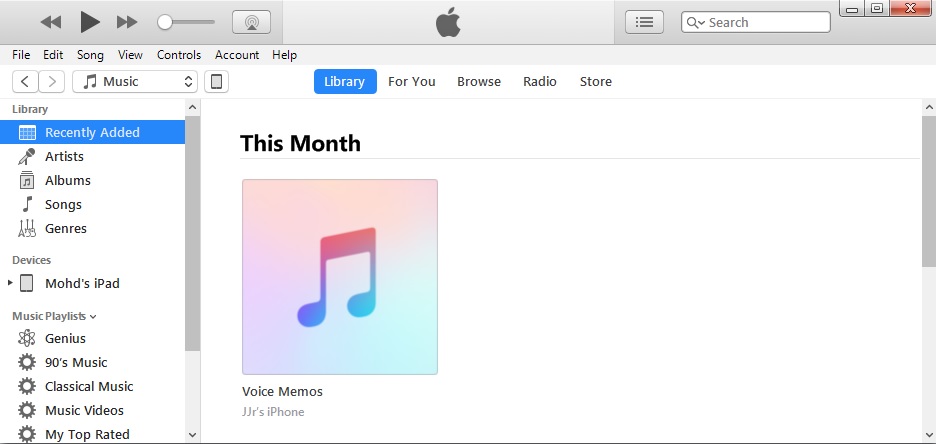 Search
File Edit Song View Controls Account Help
Music Library For You Browse Radio Store
Library
Recently Added
Artists
Albums
Songs
Genres
Devices
Mohd's iPad
Music Playlists
Genius
90's Music
Classical Music
Music Videos
My Top Rated
This Month
Voice Memos
JJr's iPhone